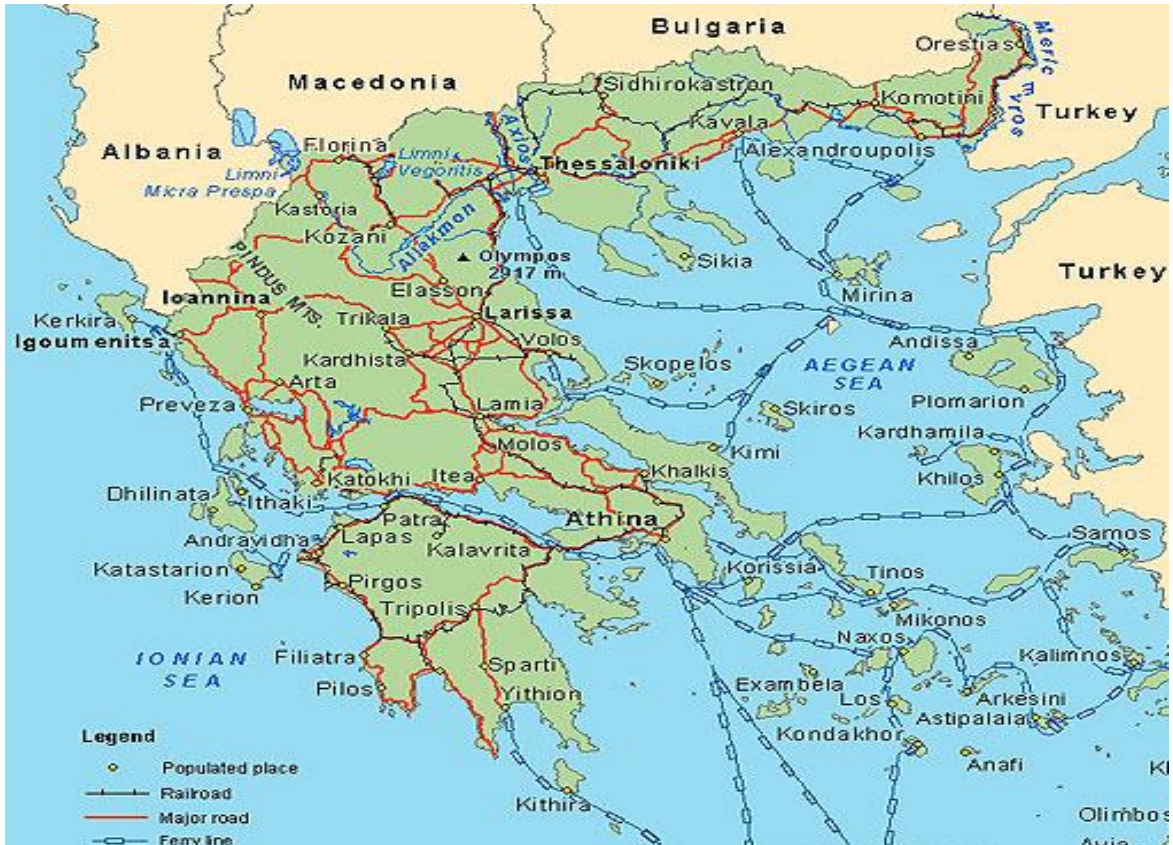 Bulgaria
Orestias
Meric
evros
Macedonia
Sidhirokastron
Komotini
Turkey
Axios
Kavala
Albania
Florina
Limni
Vegoritis
Thessaloniki
Alexandroupolis
Limni
Micra Prespa
Kastoria
Kozani
Aliakmon
Olympos
2917 m.
Sikia
Turkey
PINDUS MTS.
Elasson
Mirina
Ioannina
Kerkira
Igoumenitsa
Trikala
Larissa
Volos
Kardhista
Skopelos
AEGEAN
SEA
Andissa
Arta
Preveza
Lamia
Skiros
Plomarion
Molos
Kimi
Kardhamila
Katokhi
Itea
Khalkis
Khilos
Dhilinata
Ithaki
Patra
Athina
Samos
Andravidha
Lapas
Kalavrita
Katastarion
Kerion
Pirgos
Korissia
Tinos
Tripolis
Mikonos
Naxos
IONIAN
SEA
Filiatra
Sparti
Kalimnos
Pilos
Yithion
Exambela
Los
Arkesini
Astipalaia
Kondakhor
Anafi
Legend
Populated place
Railroad
Major road
Ferry line
Kithira
Olimbos